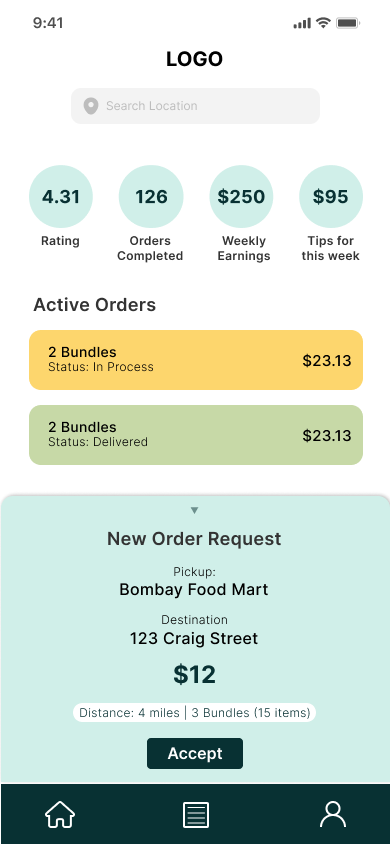 9:41
LOGO
Search Location
4.31
126
$250
$95
Rating
Orders
Completed
Weekly
Earnings
Tips for
this week
Active Orders
2 Bundles
Status: In Process
$23.13
2 Bundles
Status: Delivered
$23.13
New Order Request
Pickup:
Bombay Food Mart
Destination
123 Craig Street
$12
Distance: 4 miles | 3 Bundles (15 items)
Accept